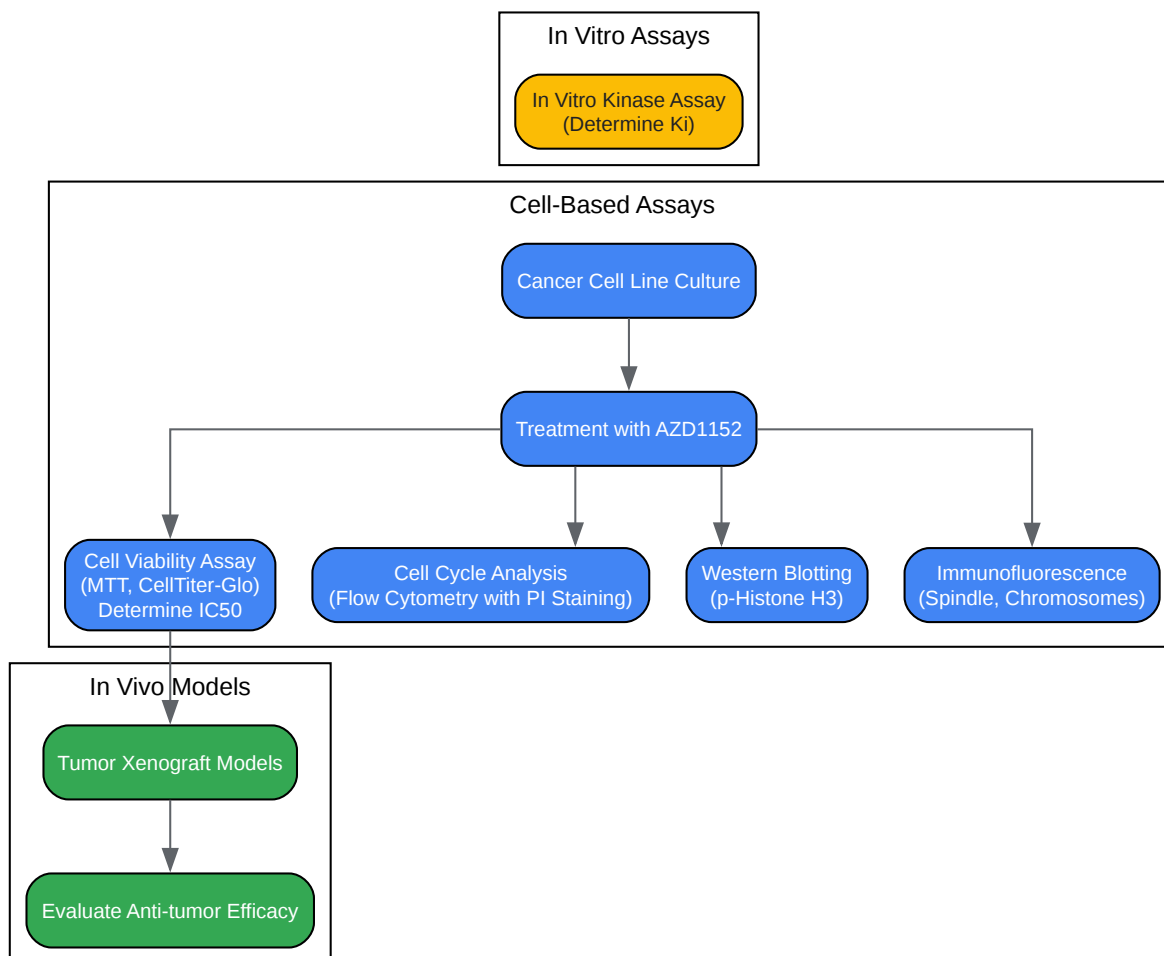 In Vitro Assays
In Vitro Kinase Assay
(Determine Ki)
Cell-Based Assays
Cancer Cell Line Culture
Treatment with AZD1152
Cell Viability Assay
(MTT, CellTiter-Glo)
Determine IC50
Cell Cycle Analysis
(Flow Cytometry with PI Staining)
Western Blotting
(p-Histone H3)
Immunofluorescence
(Spindle, Chromosomes)
In Vivo Models
Tumor Xenograft Models
Evaluate Anti-tumor Efficacy